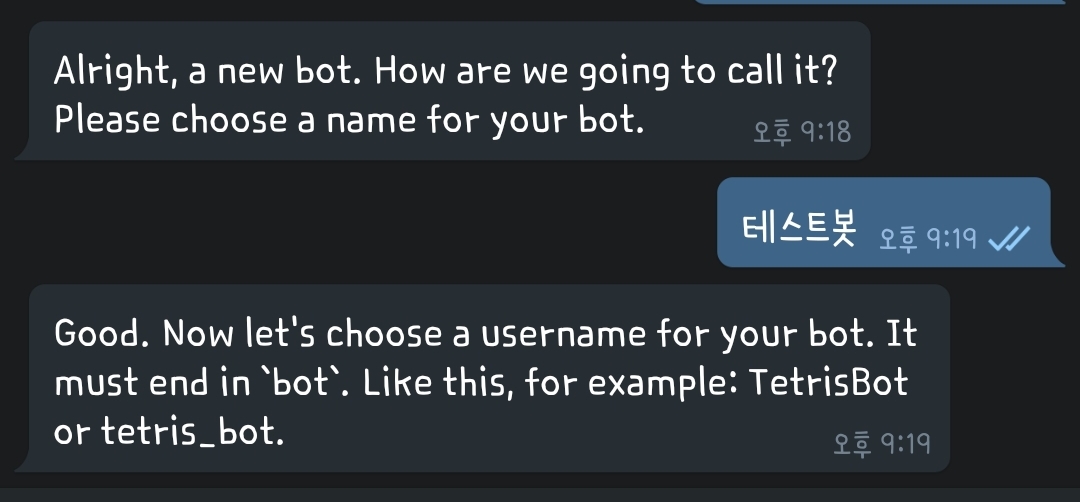 Alright, a new bot. How are we going to call it?
Please choose a name for your bot.
오후 9:18
테스트봇 오후 9:19
Good. Now let's choose a username for your bot. It
must end in `bot`. Like this, for example: TetrisBot
or tetris_bot.
오후 9:19